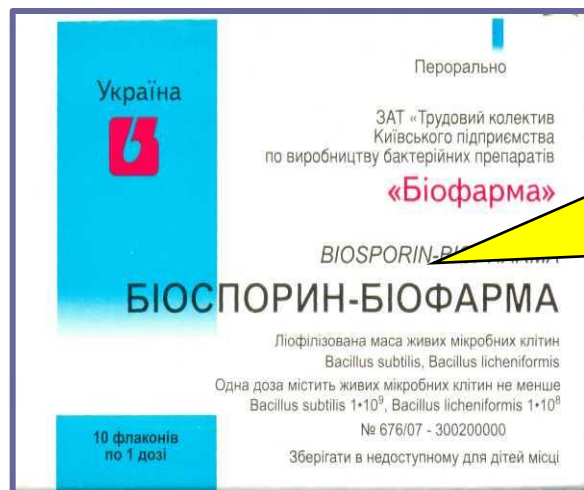 Україна
Перорально
ЗАТ «Трудовий колектив
Київського підприємства
по виробництву бактерійних препаратів
«Біофарма»
BIOSPORIN-
БІОСПОРИН-БІОФАРМА
Ліофілізована маса живих мікробних клітин
Bacillus subtilis, Bacillus licheniformis
Одна доза містить живих мікробних клітин не менше
Bacillus subtilis 1•10⁹, Bacillus licheniformis 1•10⁸
№ 676/07 - 300200000
10 флаконів
по 1 дозі
Зберігати в недоступному для дітей місці